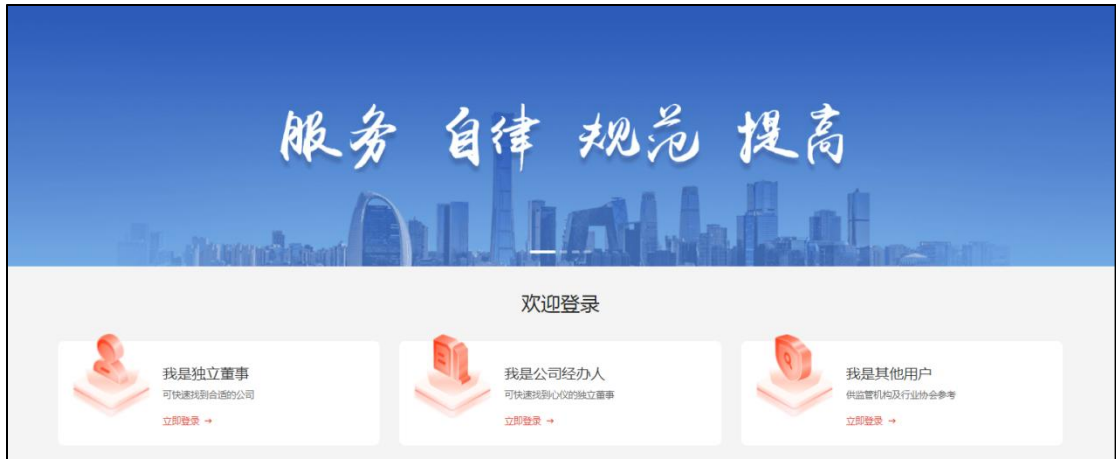 服务 自律 规范 提高
欢迎登录
我是独立董事
可快速找到合适的公司
立即登录 →
我是公司经办人
可快速找到心仪的独立董事
立即登录 →
我是其他用户
供监管机构及行业协会参考
立即登录 →